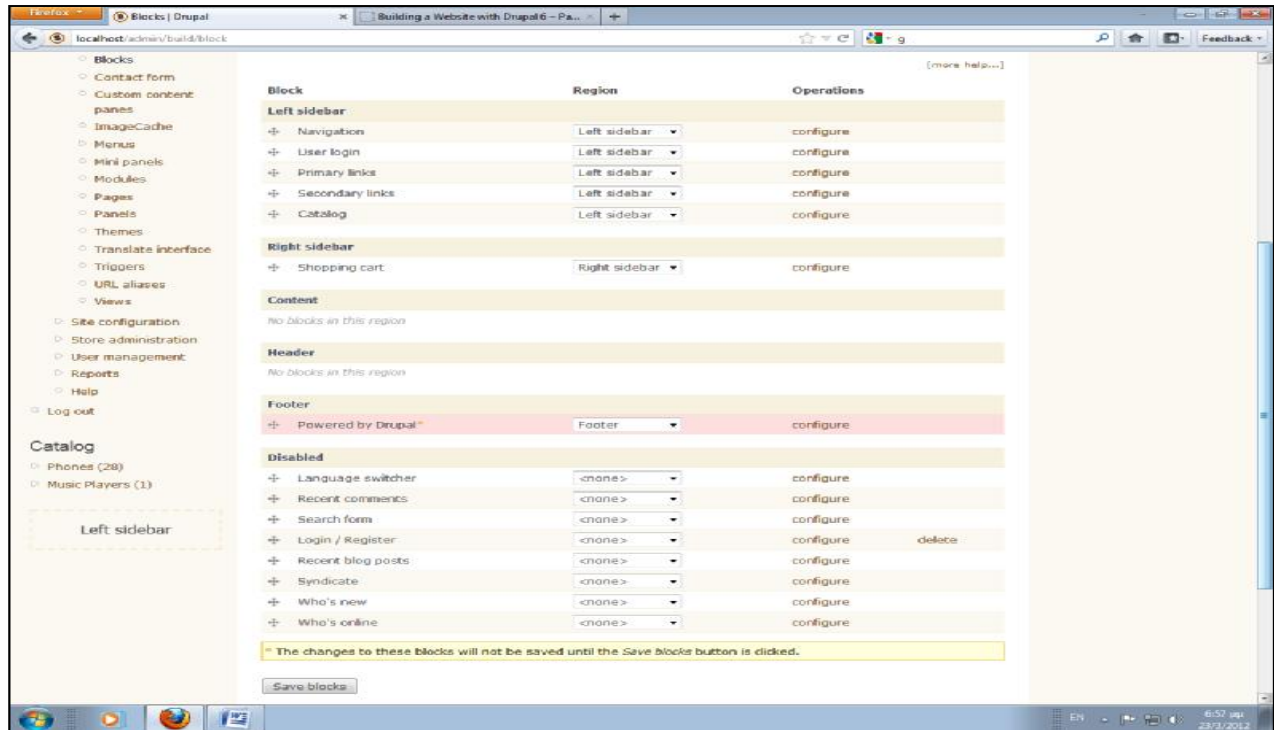 Firefox
Blocks | Drupal
Building a Website with Drupal 6 – Pa...
localhost/admin/build/block
g
Feedback
Blocks
Contact form
Custom content
panes
ImageCache
Menus
Mini panels
Modules
Pages
Panels
Themes
Translate interface
Triggers
URL aliases
Views
Site configuration
Store administration
User management
Reports
Help
Log out
Catalog
Phones (28)
Music Players (1)
Left sidebar
[more help...]
Block Region Operations
Left sidebar
Navigation Left sidebar configure
User login Left sidebar configure
Primary links Left sidebar configure
Secondary links Left sidebar configure
Catalog Left sidebar configure
Right sidebar
Shopping cart Right sidebar configure
Content
No blocks in this region
Header
No blocks in this region
Footer
Powered by Drupal* Footer configure
Disabled
Language switcher <none> configure
Recent comments <none> configure
Search form <none> configure
Login / Register <none> configure delete
Recent blog posts <none> configure
Syndicate <none> configure
Who's new <none> configure
Who's online <none> configure
* The changes to these blocks will not be saved until the Save blocks button is clicked.
Save blocks
EN
6:57 μμ
23/3/2012